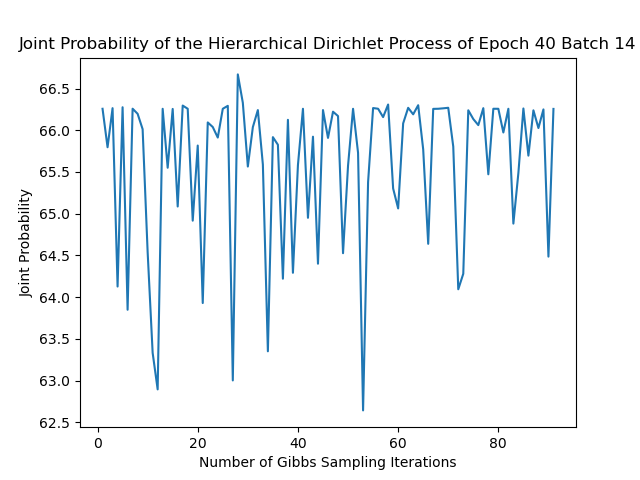 Joint Probability of the Hierarchical Dirichlet Process of Epoch 40 Batch 14
66.5
66.0
65.5
65.0
64.5
64.0
63.5
63.0
62.5
Joint Probability
0 20 40 60 80
Number of Gibbs Sampling Iterations